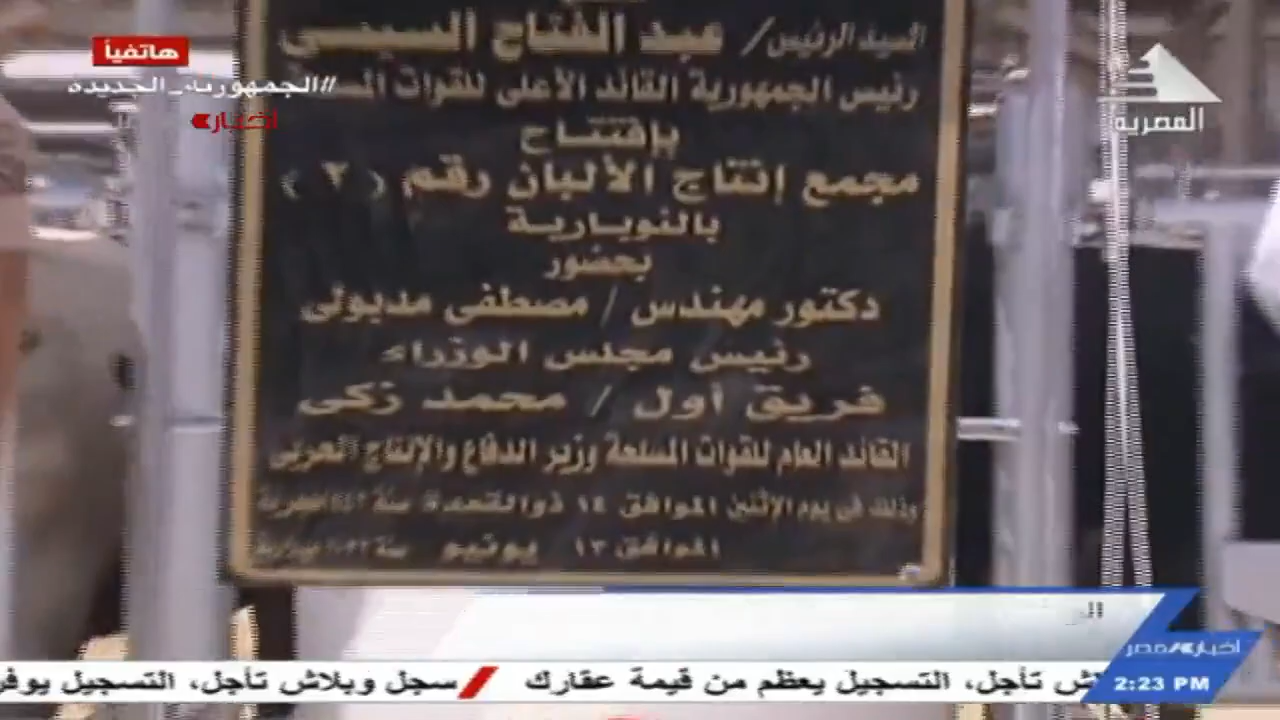 السيد الرئيس/ عبد الفتاح السيسي
رئيس الجمهورية القائد الأعلى للقوات
بإفتتاح
مجمع إنتاج الألبان رقم ( ٢ )
بالنوبارية
بحضور
دكتور مهندس / مصطفى مدبولى
رئيس مجلس الوزراء
فريق أول / محمد زكى
القائد العام للقوات المسلحة وزير الدفاع والإنتاج الحربى
وذلك فى يوم الإثنين الموافق ١٤ ذو القعدة سنة
الموافق ١٣ يونيو سنة
هاتفياً
#الجمهورية_الجديدة
اخبار
المصرية
اخبار مصر
2:23 PM
تأجل، التسجيل يعظم من قيمة عقارك / سجل وبلاش تأجل، التسجيل